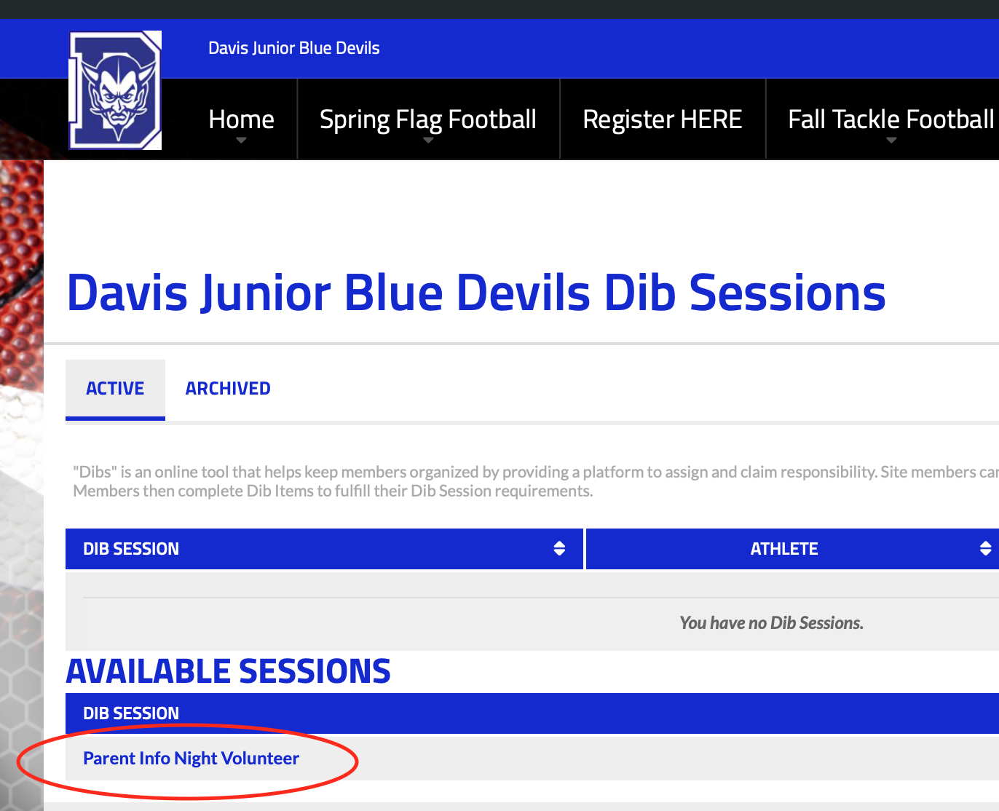 Davis Junior Blue Devils
Home
Spring Flag Football
Register HERE
Fall Tackle Football
Davis Junior Blue Devils Dib Sessions
ACTIVE
ARCHIVED
"Dibs" is an online tool that helps keep members organized by providing a platform to assign and claim responsibility. Site members can
Members then complete Dib Items to fulfill their Dib Session requirements.
DIB SESSION
ATHLETE
You have no Dib Sessions.
AVAILABLE SESSIONS
DIB SESSION
Parent Info Night Volunteer